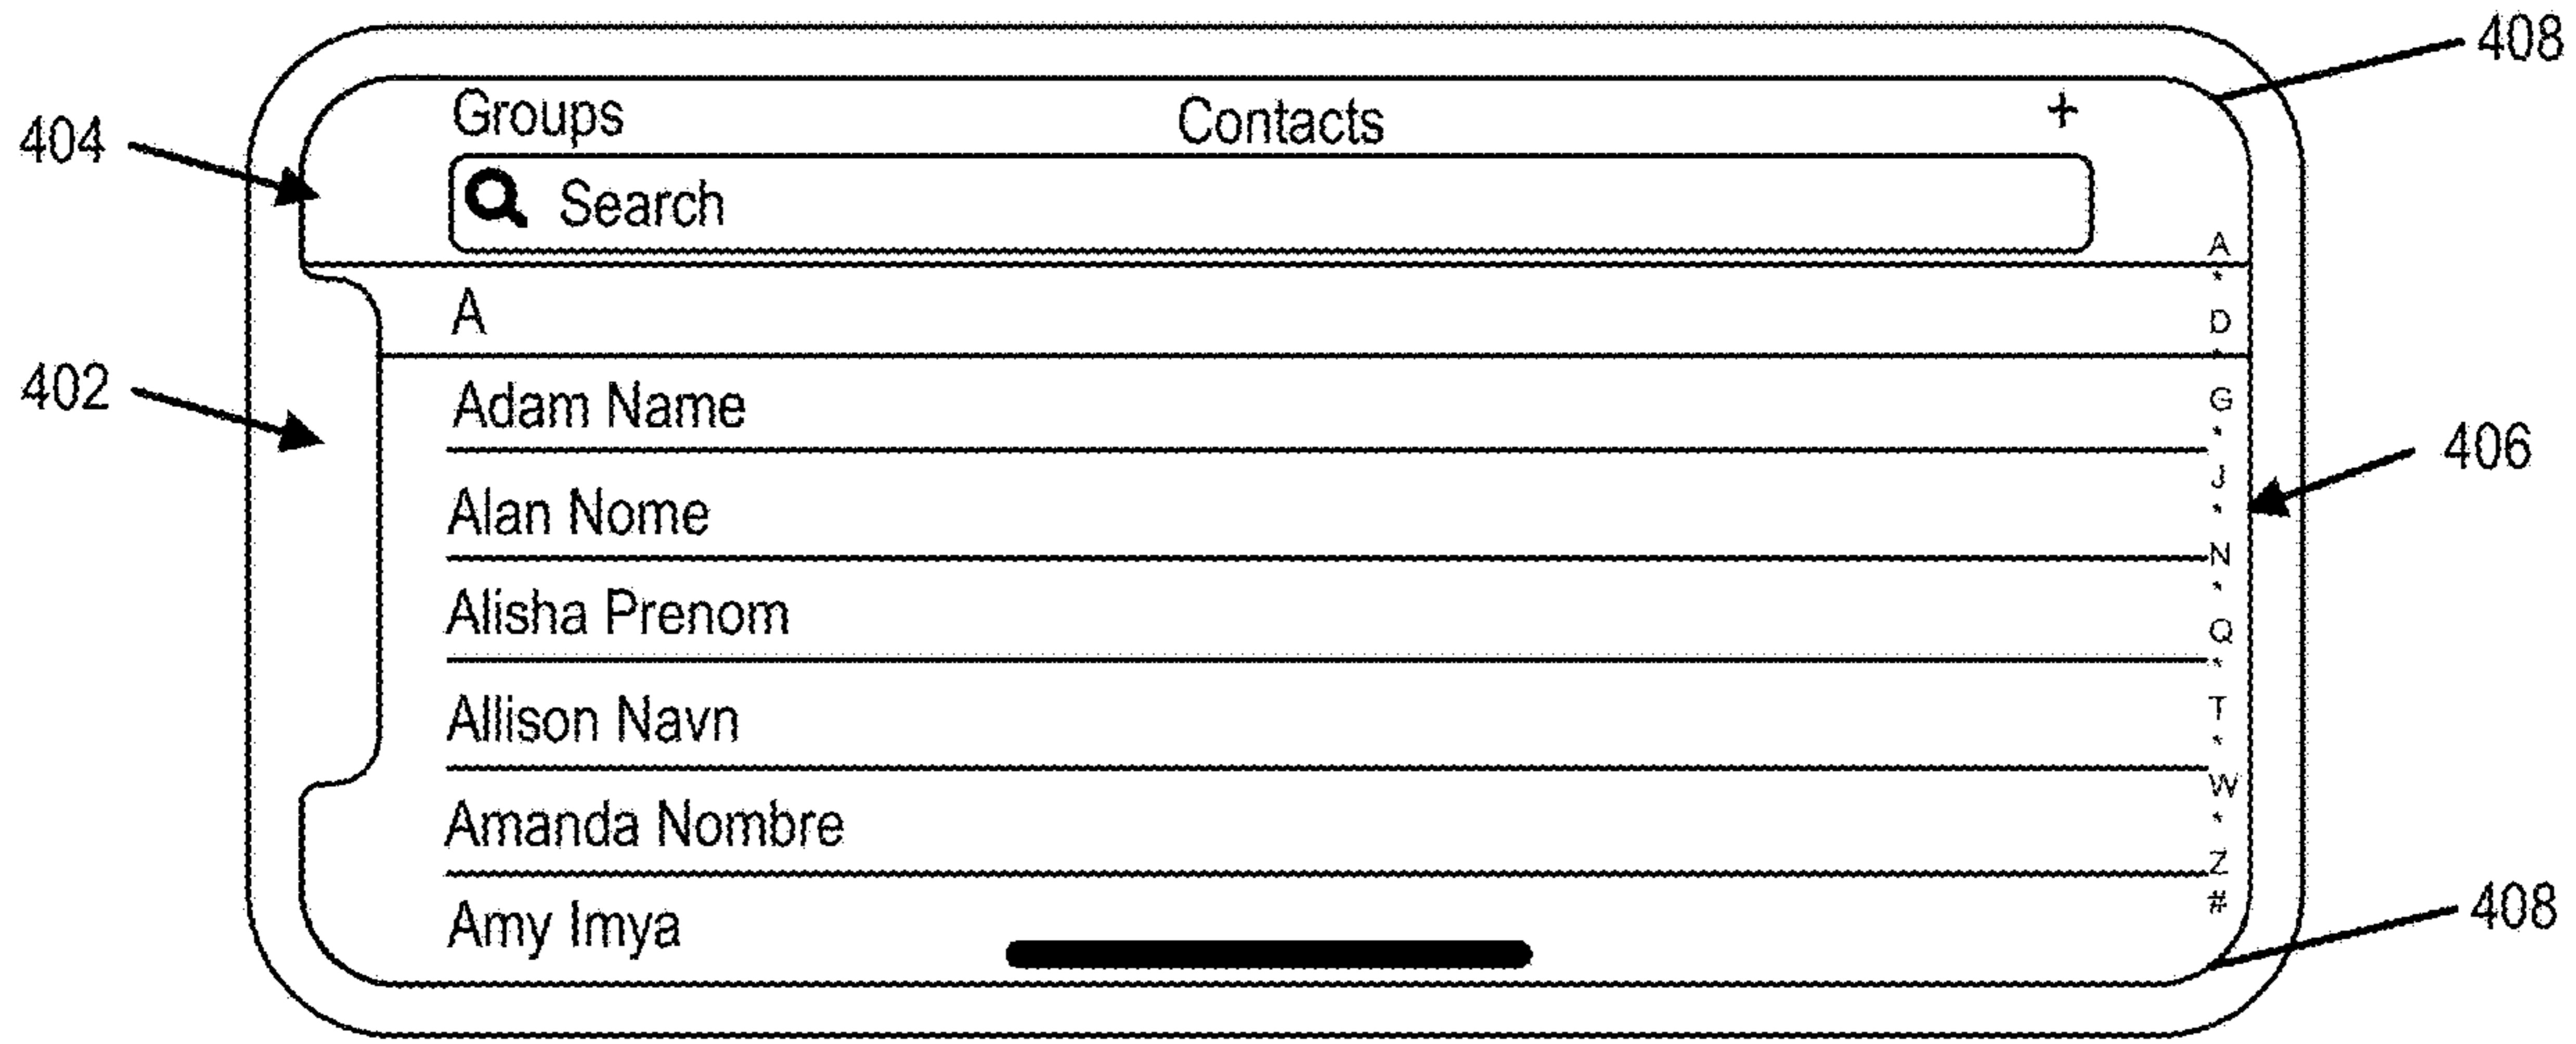 408
Groups Contacts +
404
Search
A
*
A
D
*
402
Adam Name
G
*
406
J
Alan Nome
*
N
Alisha Prenom
*
Q
*
Allison Navn
T
*
W
Amanda Nombre
*
Z
408
#
Amy Imya